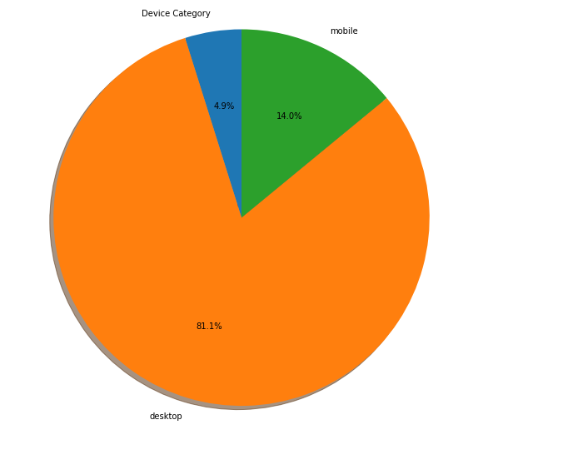 Device Category
mobile
4.9%
14.0%
81.1%
desktop